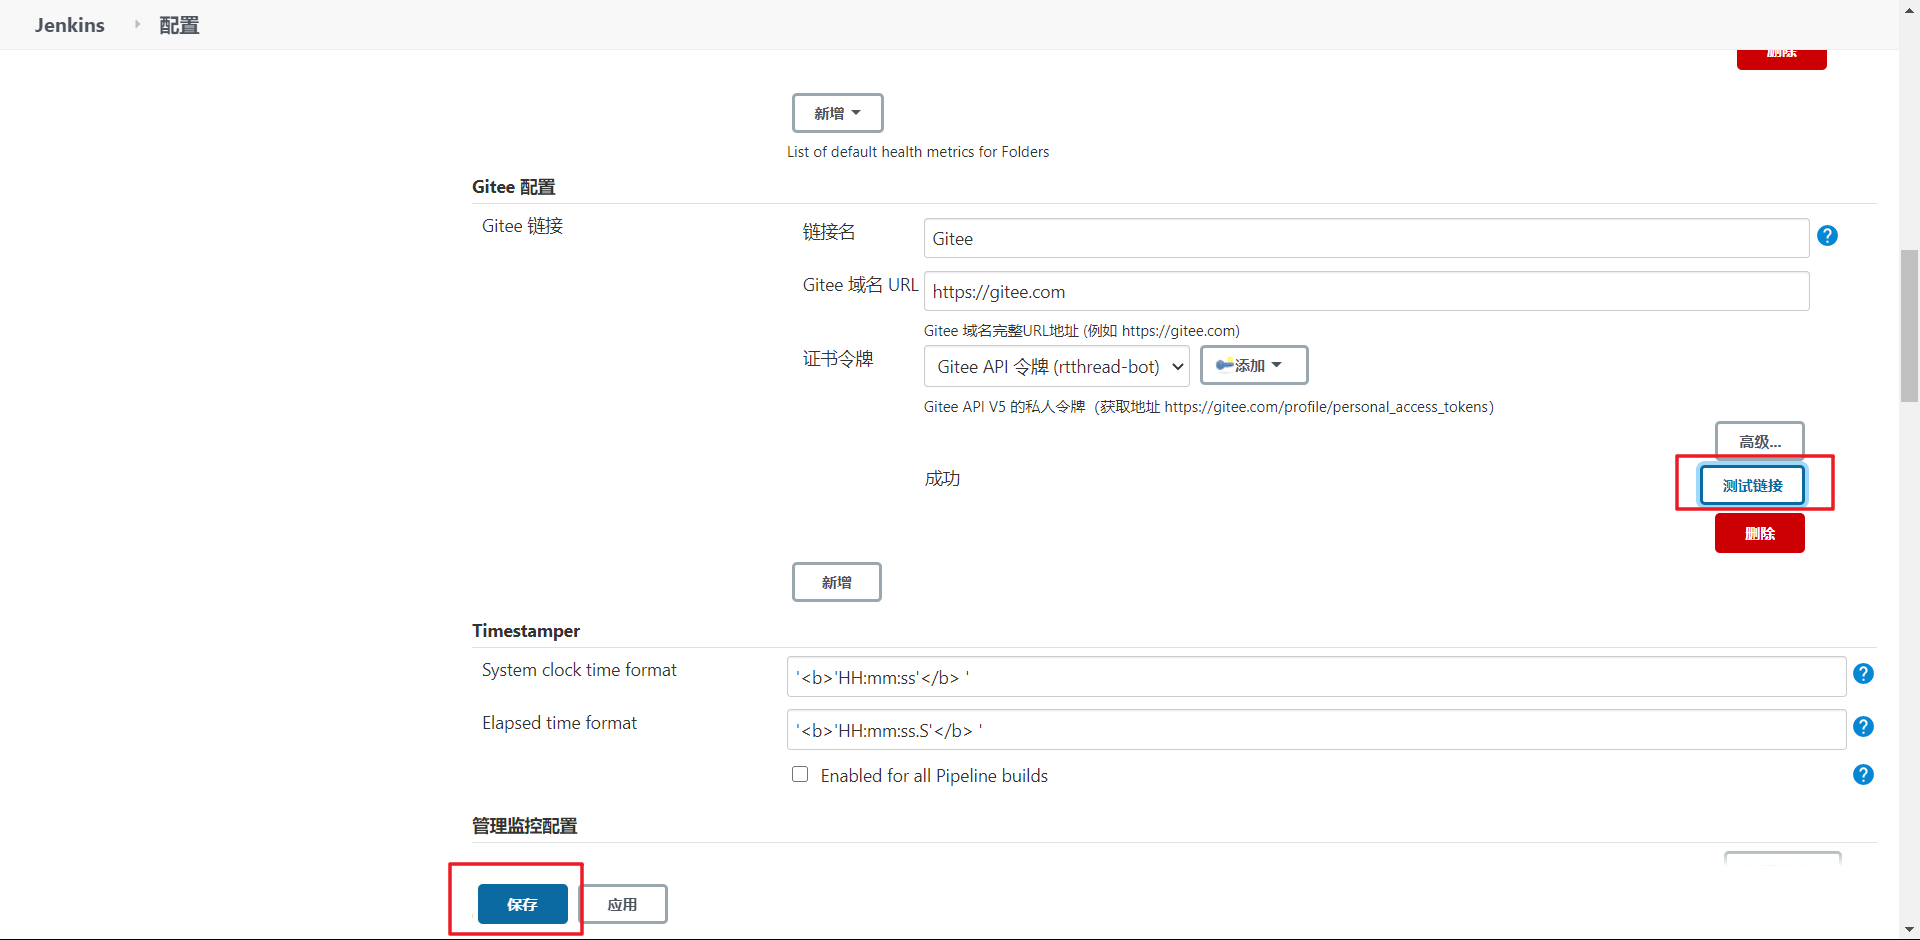 Jenkins
配置
删除
新增
List of default health metrics for Folders
Gitee 配置
Gitee 链接
链接名
Gitee
Gitee 域名 URL
https://gitee.com
Gitee 域名完整URL地址 (例如 https://gitee.com)
证书令牌
Gitee API 令牌 (rtthread-bot)
添加
Gitee API V5 的私人令牌（获取地址 https://gitee.com/profile/personal_access_tokens）
高级...
成功
测试链接
删除
新增
Timestamper
System clock time format
'<b>'HH:mm:ss'</b> '
Elapsed time format
'<b>'HH:mm:ss.S'</b> '
Enabled for all Pipeline builds
管理监控配置
保存
应用